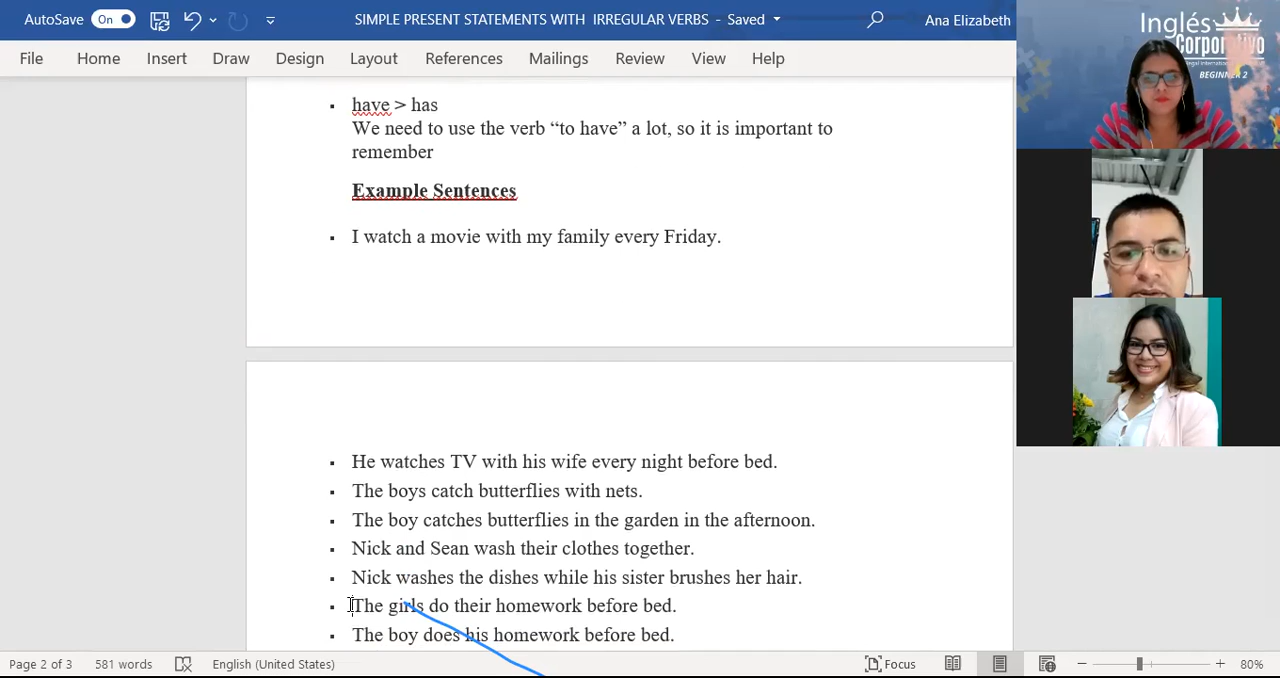 AutoSave On SIMPLE PRESENT STATEMENTS WITH IRREGULAR VERBS - Saved Ana Elizabeth
File Home Insert Draw Design Layout References Mailings Review View Help
Inglés
Corporativo
BEGINNER 2
have > has
We need to use the verb “to have” a lot, so it is important to
remember
Example Sentences
I watch a movie with my family every Friday.
He watches TV with his wife every night before bed.
The boys catch butterflies with nets.
The boy catches butterflies in the garden in the afternoon.
Nick and Sean wash their clothes together.
Nick washes the dishes while his sister brushes her hair.
The girls do their homework before bed.
The boy does his homework before bed.
Page 2 of 3 581 words English (United States) Focus 80%